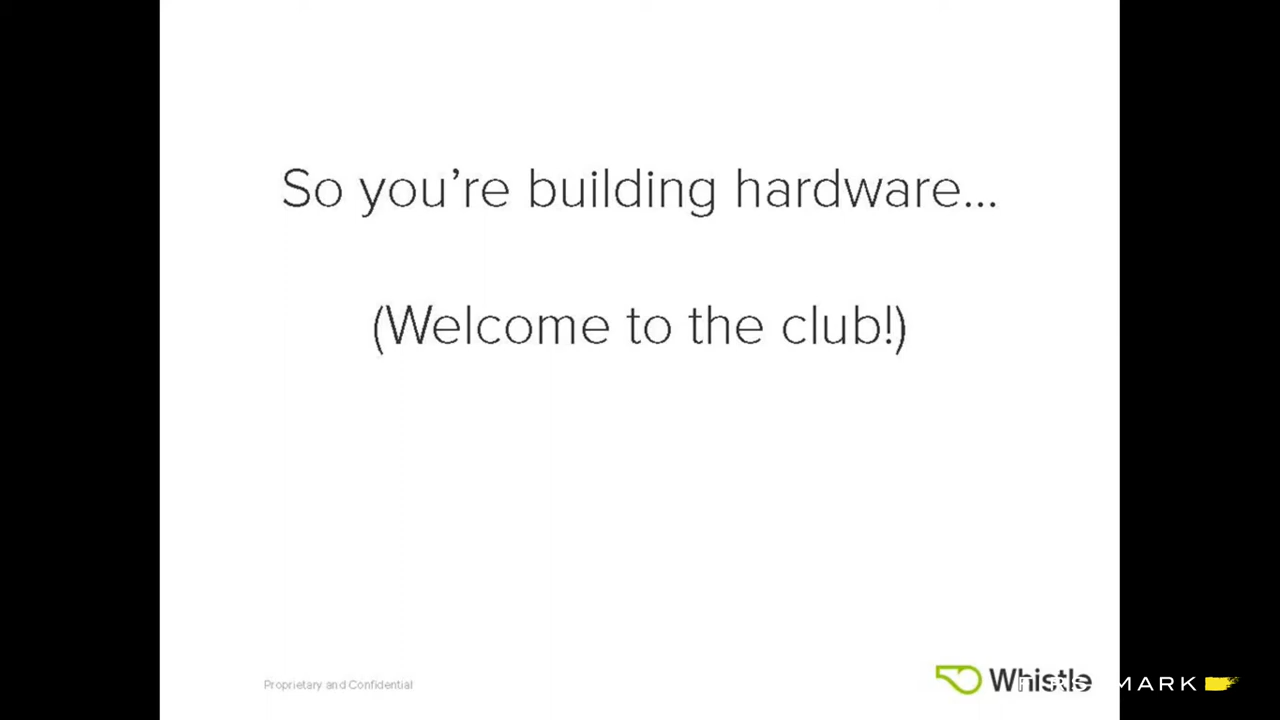 So you're building hardware...
(Welcome to the club!)
Proprietary and Confidential
Whistle
MARK